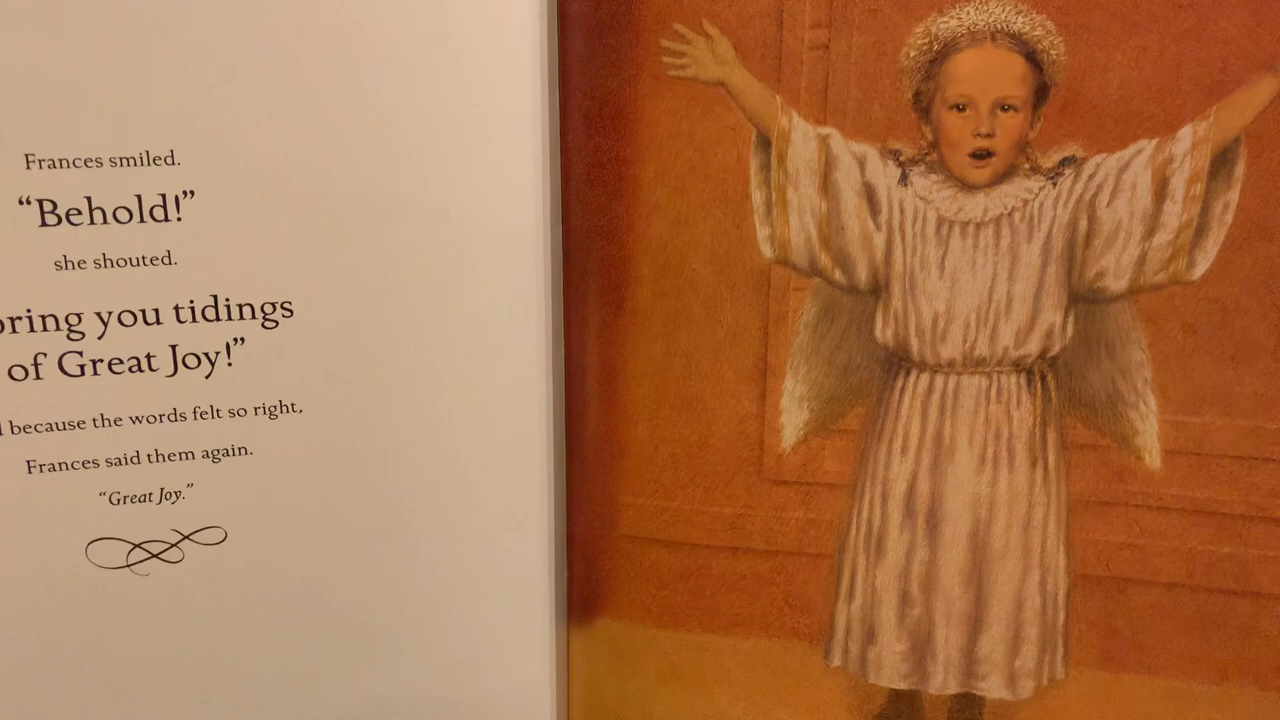 Frances smiled.
“Behold!”
she shouted.
you tidings
of Great Joy!”
because the words felt so right,
Frances said them again.
“Great Joy.”